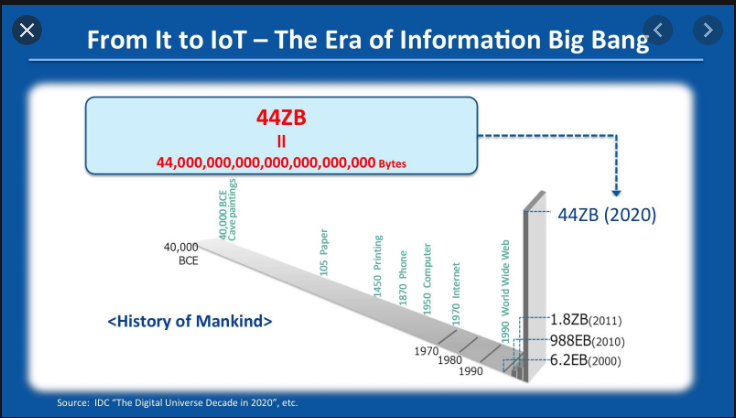 From It to IoT – The Era of Information Big Bang
44ZB
=
44,000,000,000,000,000,000,000 Bytes
40,000 BCE
Cave paintings
40,000
BCE
105 Paper
1450 Printing
1870 Phone
1950 Computer
1970 Internet
1990 World Wide Web
44ZB (2020)
<History of Mankind>
1.8ZB(2011)
988EB(2010)
6.2EB(2000)
1970
1980
1990
Source: IDC "The Digital Universe Decade in 2020", etc.